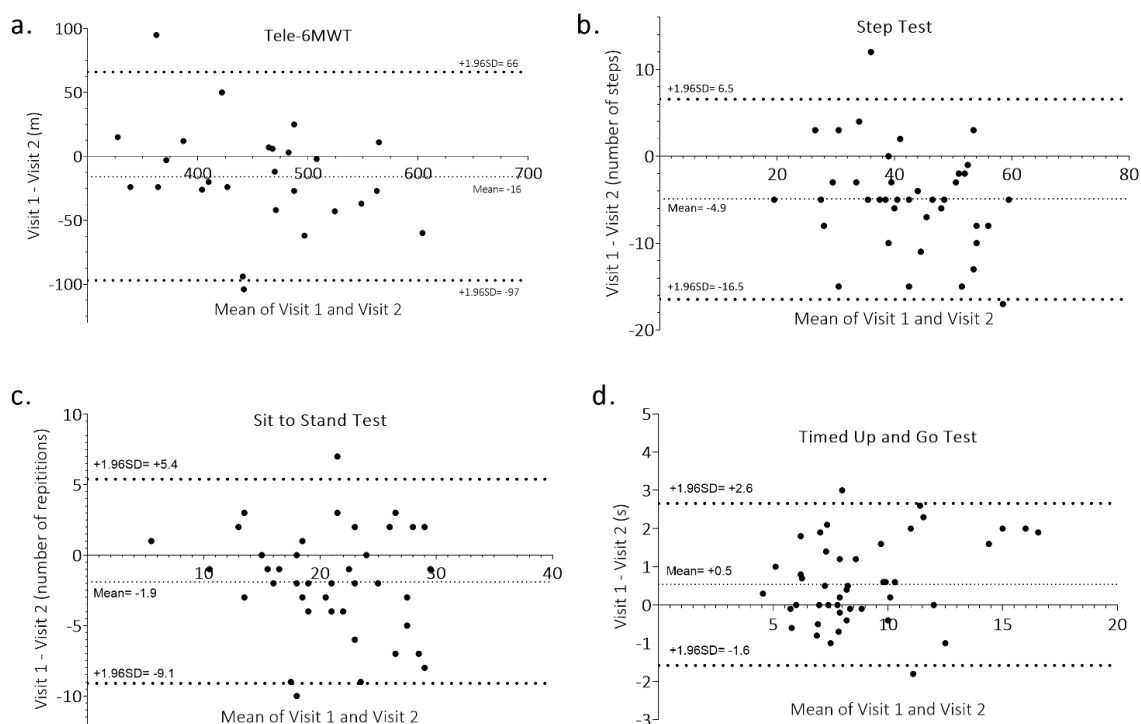 a.
Tele-6MWT
100
50
0
-50
-100
400
500
600
700
+1.96SD= 66
Mean= -16
+1.96SD= -97
Visit 1 - Visit 2 (m)
Mean of Visit 1 and Visit 2
b.
Step Test
10
0
-10
-20
20
40
60
80
+1.96SD= 6.5
Mean= -4.9
+1.96SD= -16.5
Visit 1 - Visit 2 (number of steps)
Mean of Visit 1 and Visit 2
c.
Sit to Stand Test
10
5
0
-5
-10
10
20
30
40
+1.96SD= +5.4
Mean= -1.9
+1.96SD= -9.1
Visit 1 - Visit 2 (number of repititions)
Mean of Visit 1 and Visit 2
d.
Timed Up and Go Test
5
4
3
2
1
0
-1
-2
-3
5
10
15
20
+1.96SD= +2.6
Mean= +0.5
+1.96SD= -1.6
Visit 1 - Visit 2 (s)
Mean of Visit 1 and Visit 2